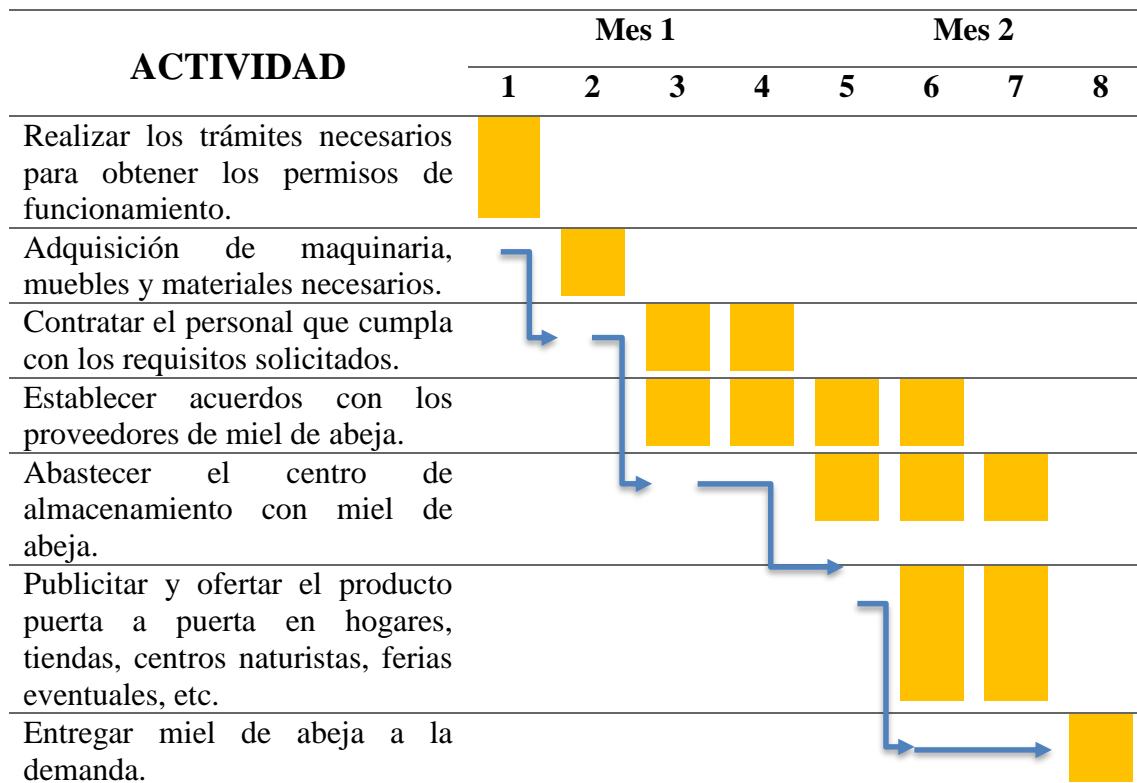 Mes 1 Mes 2
ACTIVIDAD
1 2 3 4 5 6 7 8
Realizar los trámites necesarios
para obtener los permisos de
funcionamiento.
Adquisición de maquinaria,
muebles y materiales necesarios.
Contratar el personal que cumpla
con los requisitos solicitados.
Establecer acuerdos con los
proveedores de miel de abeja.
Abastecer el centro de
almacenamiento con miel de
abeja.
Publicitar y ofertar el producto
puerta a puerta en hogares,
tiendas, centros naturistas, ferias
eventuales, etc.
Entregar miel de abeja a la
demanda.